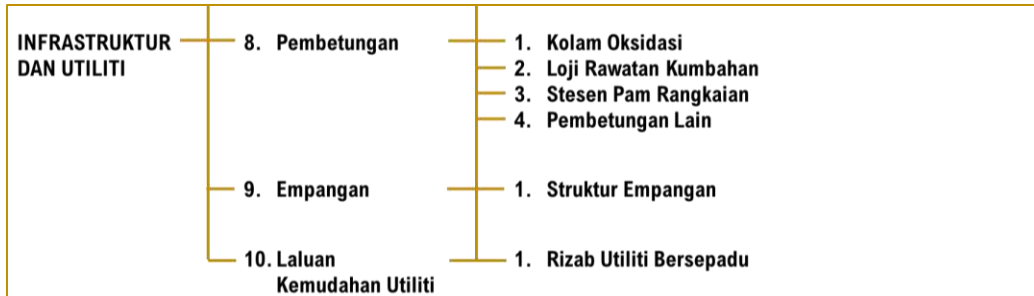 INFRASTRUKTUR
DAN UTILITI
8. Pembetungan
1. Kolam Oksidasi
2. Loji Rawatan Kumbahan
3. Stesen Pam Rangkaian
4. Pembetungan Lain
9. Empangan
1. Struktur Empangan
10. Laluan
Kemudahan Utiliti
1. Rizab Utiliti Bersepadu